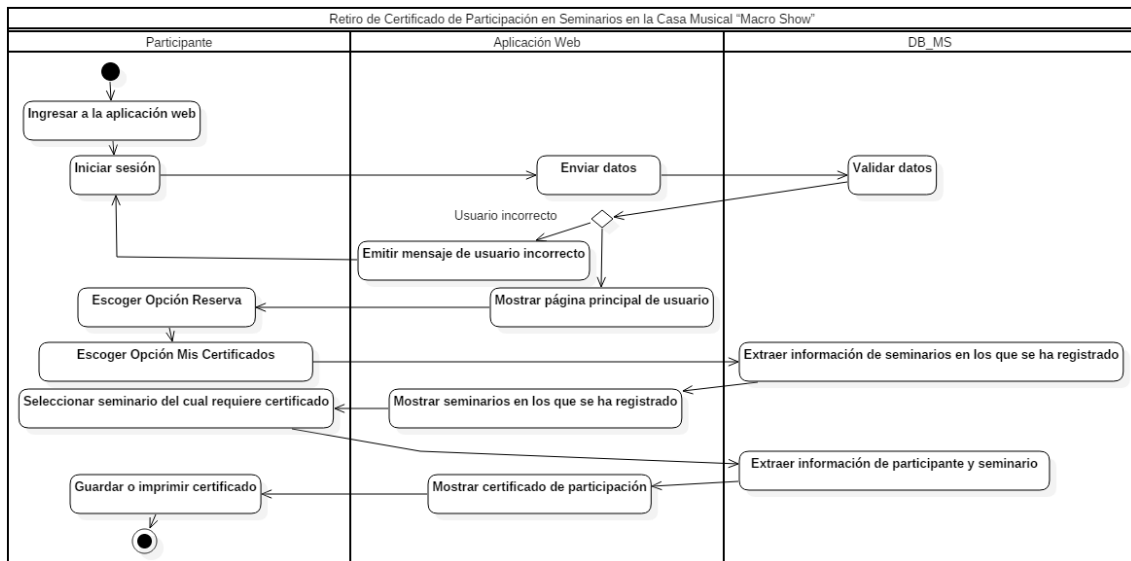 Retiro de Certificado de Participación en Seminarios en la Casa Musical “Macro Show”
Participante
Aplicación Web
DB_MS
Ingresar a la aplicación web
Iniciar sesión
Enviar datos
Validar datos
Usuario incorrecto
Emitir mensaje de usuario incorrecto
Escoger Opción Reserva
Mostrar página principal de usuario
Escoger Opción Mis Certificados
Extraer información de seminarios en los que se ha registrado
Seleccionar seminario del cual requiere certificado
Mostrar seminarios en los que se ha registrado
Extraer información de participante y seminario
Guardar o imprimir certificado
Mostrar certificado de participación